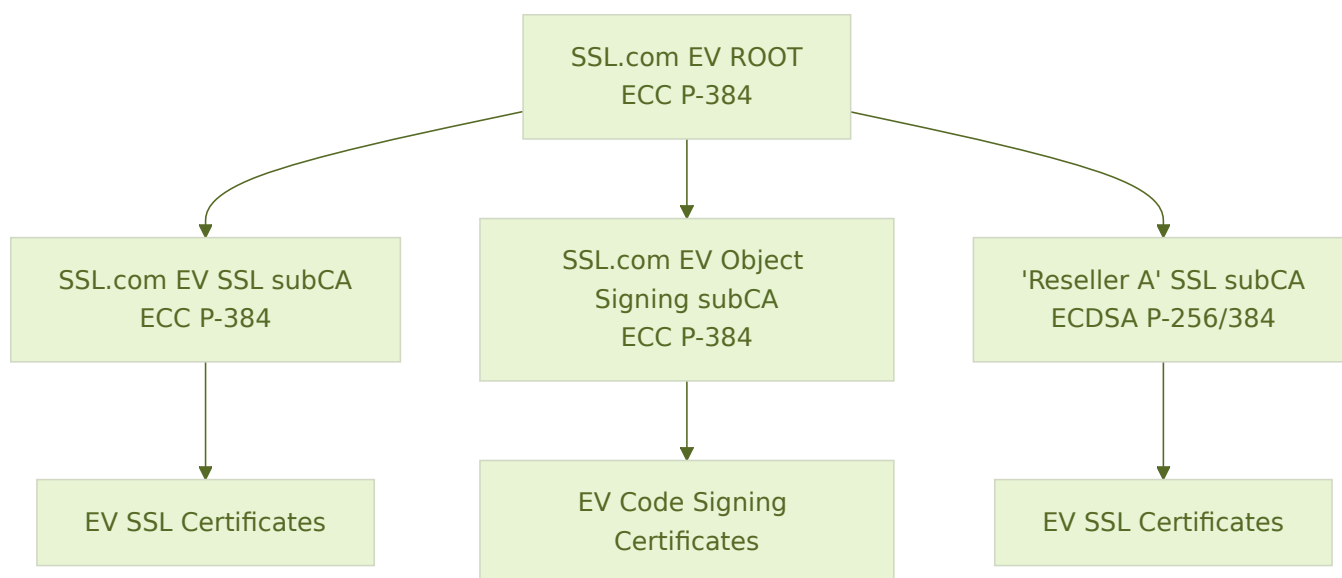 SSL.com EV ROOT
ECC P-384
SSL.com EV SSL subCA
ECC P-384
SSL.com EV Object
Signing subCA
ECC P-384
'Reseller A' SSL subCA
ECDSA P-256/384
EV SSL Certificates
EV Code Signing
Certificates
EV SSL Certificates